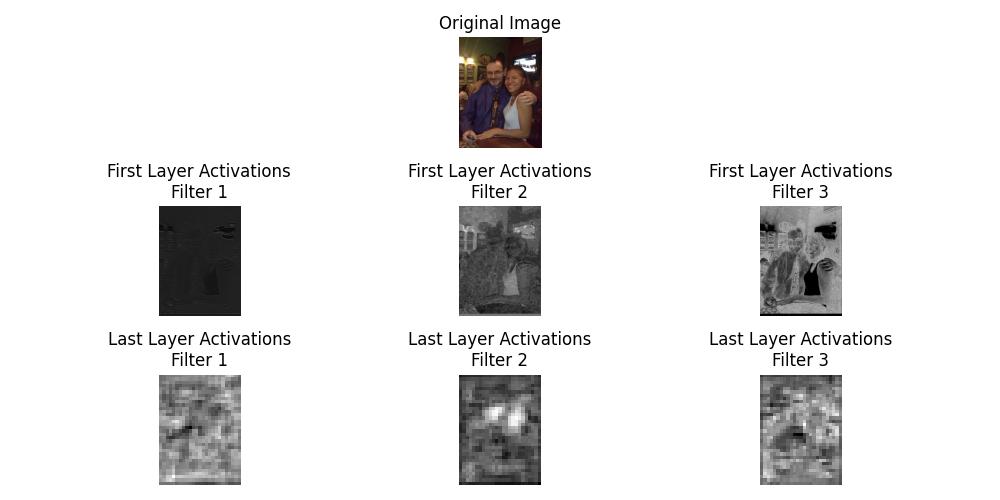 Original Image
First Layer Activations
Filter 1
First Layer Activations
Filter 2
First Layer Activations
Filter 3
Last Layer Activations
Filter 1
Last Layer Activations
Filter 2
Last Layer Activations
Filter 3